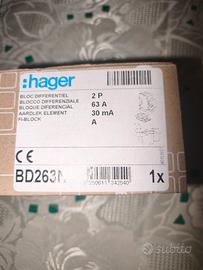 :hager
BLOC DIFFERENTIEL
BLOCCO DIFFERENZIALE
BLOQUE DIFERENCIAL
AARDLEK ELEMENT
FI-BLOCK
2 P
63 A
30 mA
A
CE
BD263N
1x
3250611342540
subito